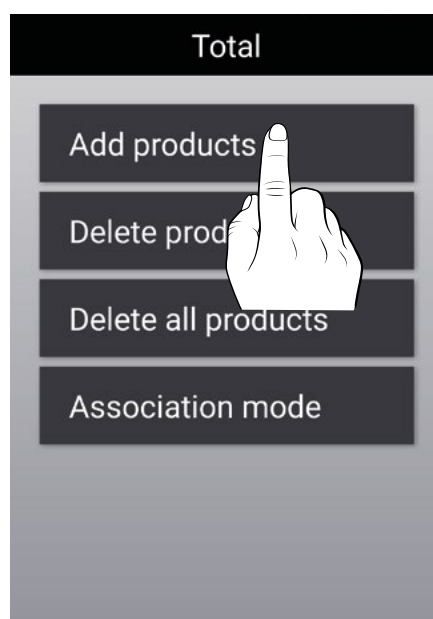 Total
Add products
Delete prod
Delete all products
Association mode